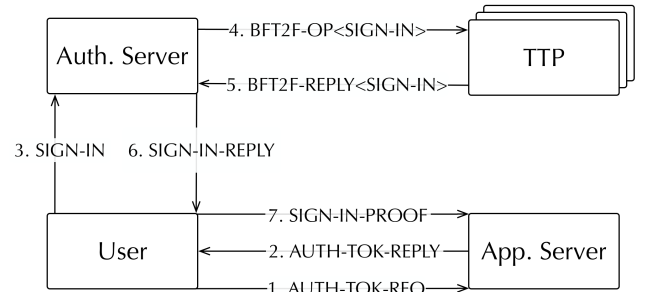 4. BFT2F-OP<SIGN-IN>
Auth. Server
TTP
5. BFT2F-REPLY<SIGN-IN>
3. SIGN-IN
6. SIGN-IN-REPLY
7. SIGN-IN-PROOF
User
2. AUTH-TOK-REPLY
App. Server
1. AUTH-TOK-REQ